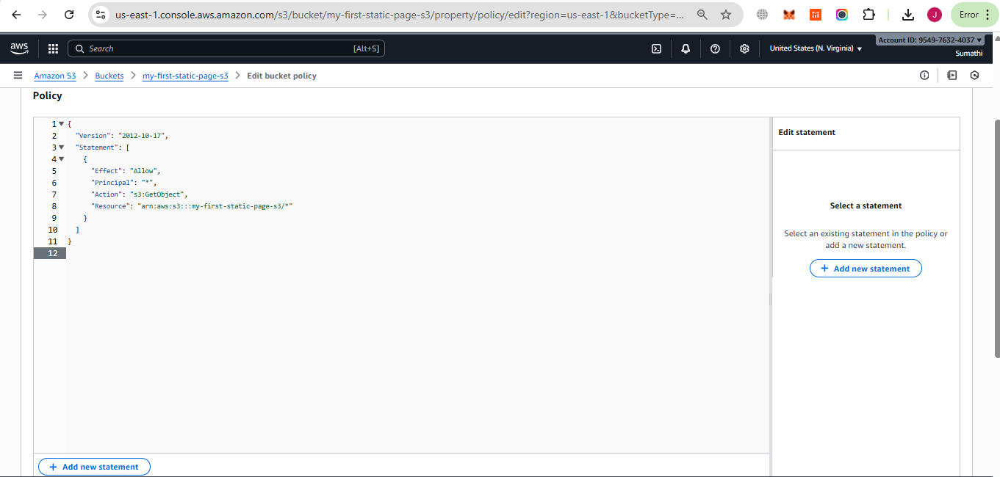 us-east-1.console.aws.amazon.com/s3/bucket/my-first-static-page-s3/property/policy/edit?region=us-east-1&bucketType=...
J
Error
aws
Search
[Alt+S]
United States (N. Virginia)
Account ID: 9549-7632-4037
Sumathi
Amazon S3 > Buckets > my-first-static-page-s3 > Edit bucket policy
Policy
1 {
2 "Version": "2012-10-17",
3 "Statement": [
4 {
5 "Effect": "Allow",
6 "Principal": "*",
7 "Action": "s3:GetObject",
8 "Resource": "arn:aws:s3:::my-first-static-page-s3/*"
9 }
10 ]
11 }
12
+ Add new statement
Edit statement
Select a statement
Select an existing statement in the policy or
add a new statement.
+ Add new statement